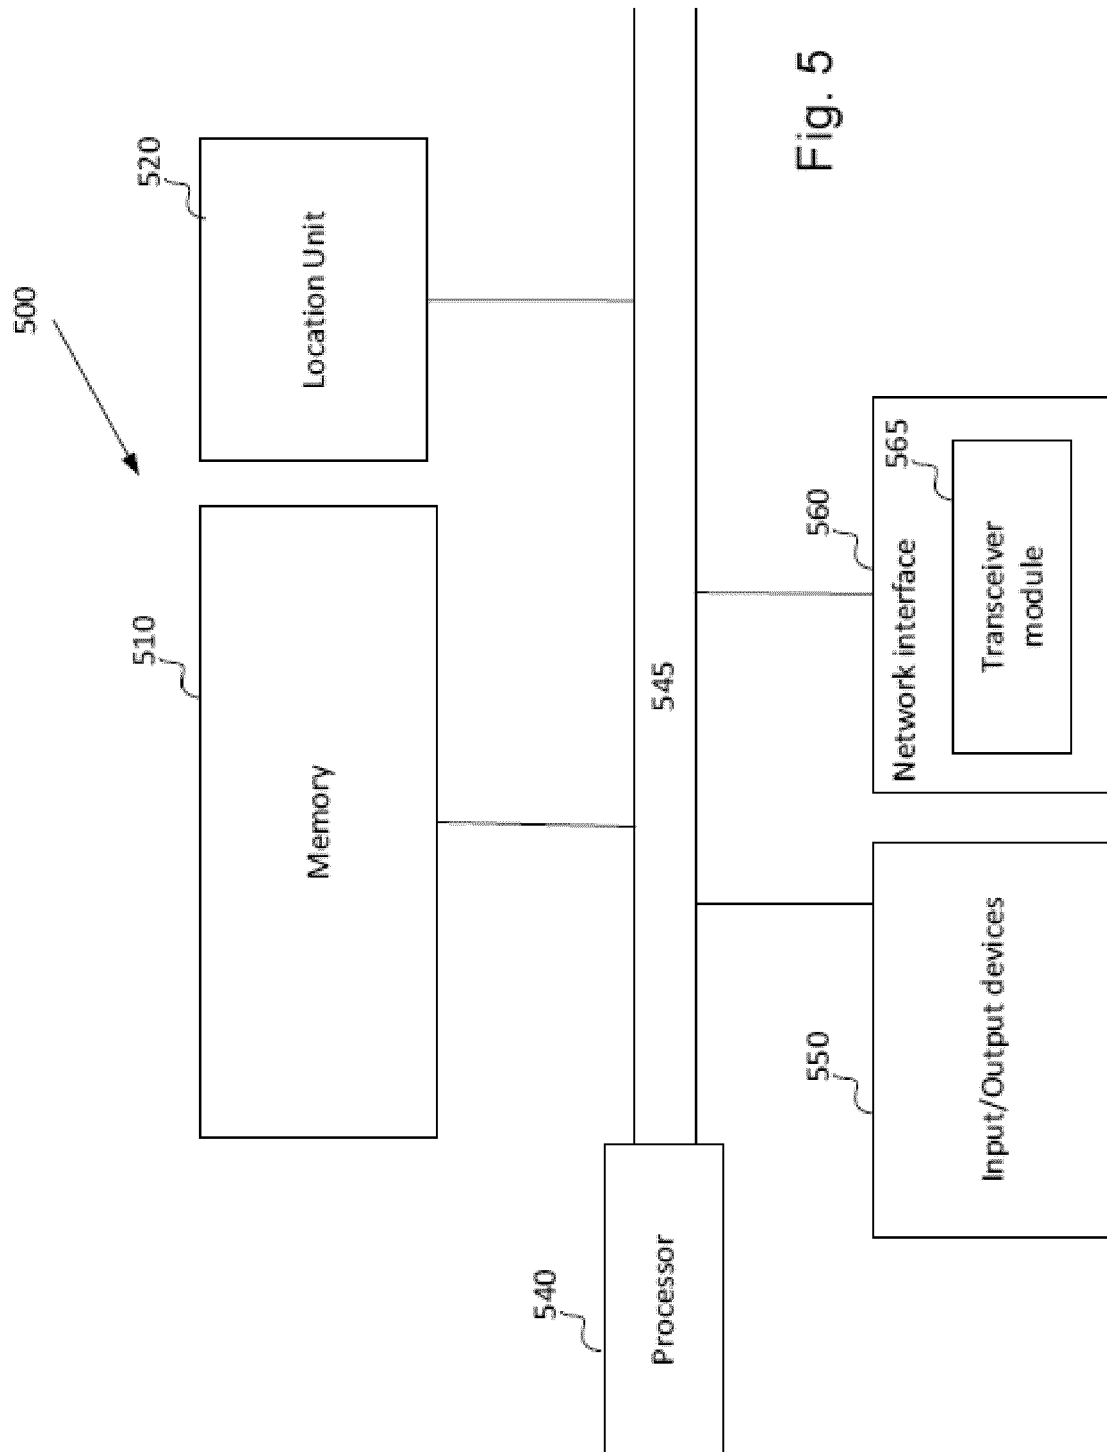 500
510
Memory
520
Location Unit
540
Processor
545
550
Input/Output devices
560
Network interface
565
Transceiver
module
Fig. 5